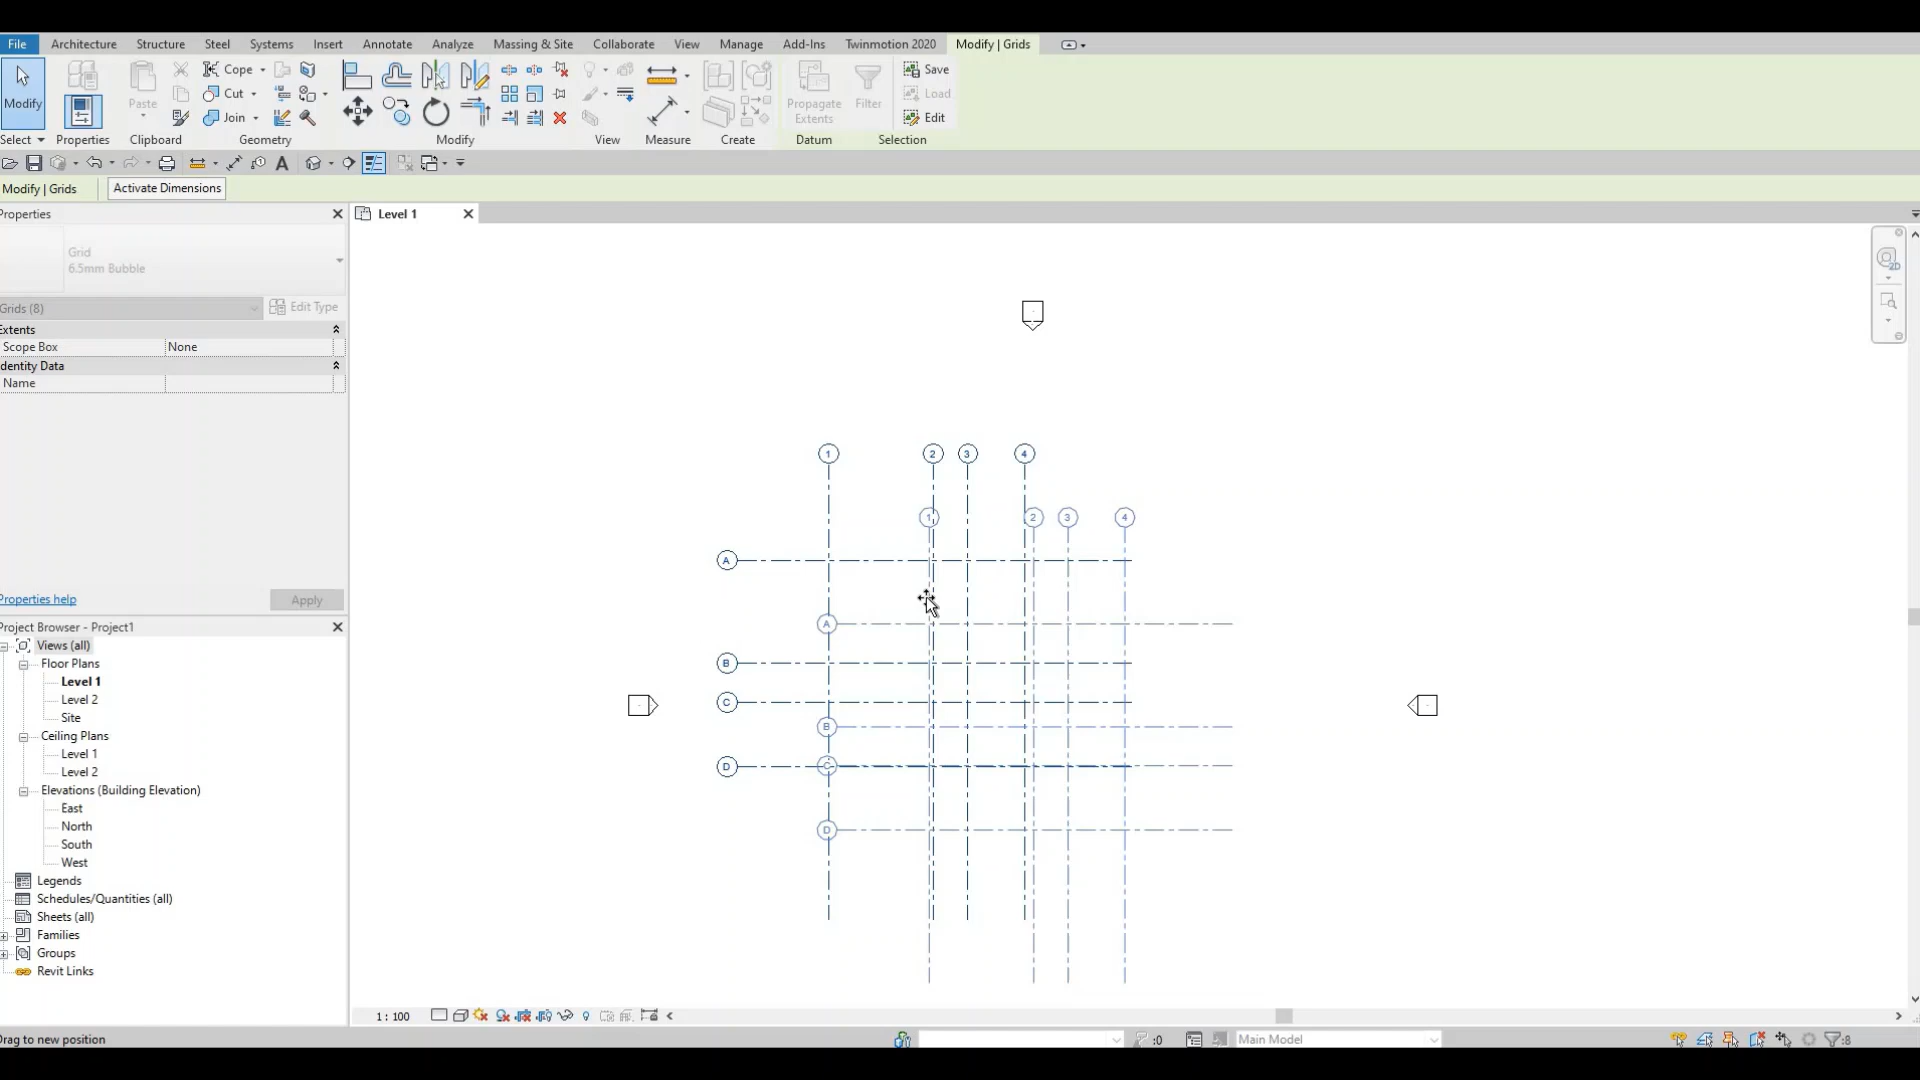 File Architecture Structure Steel Systems Insert Annotate Analyze Massing & Site Collaborate View Manage Add-Ins Twinmotion 2020 Modify | Grids
Modify Paste Cope Cut Join Propagate Extents Filter Save Load Edit
Select Properties Clipboard Geometry Modify View Measure Create Datum Selection
Modify | Grids Activate Dimensions
Properties
Level 1
Grid
6.5mm Bubble
Grids (8) Edit Type
Extents
Scope Box None
dentity Data
Name
Properties help Apply
Project Browser - Project1
Views (all)
Floor Plans
Level 1
Level 2
Site
Ceiling Plans
Level 1
Level 2
Elevations (Building Elevation)
East
North
South
West
Legends
Schedules/Quantities (all)
Sheets (all)
Families
Groups
Revit Links
2D
1 2 3 4
1 2 3 4
A
A
B
C
B
D C
D
1 : 100
Drag to new position :0 Main Model :8